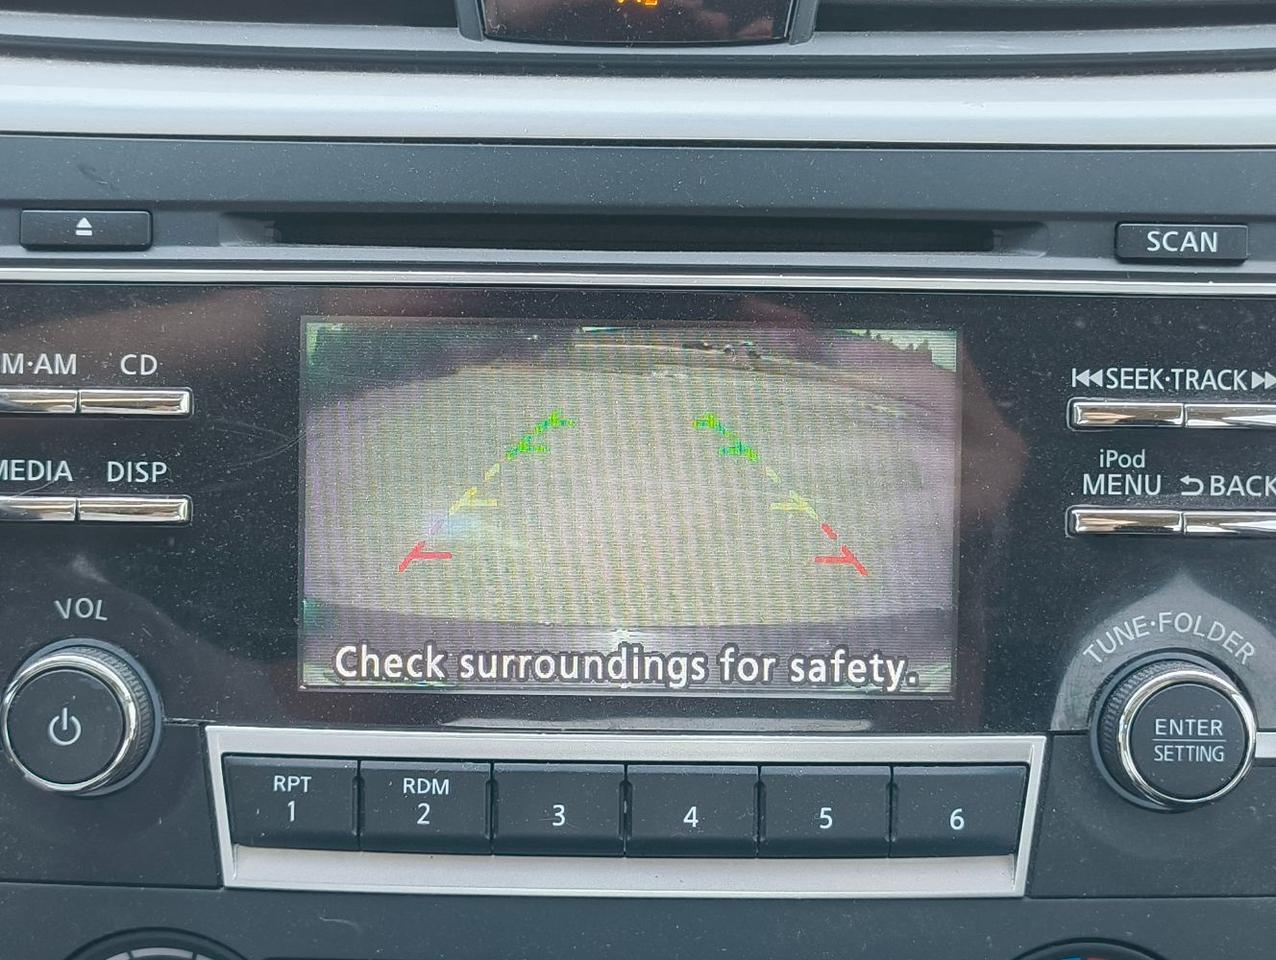 SCAN
M·AM CD
SEEK·TRACK
MEDIA DISP
iPod
MENU BACK
VOL
TUNE·FOLDER
Check surroundings for safety.
ENTER
SETTING
RPT RDM
1 2 3 4 5 6